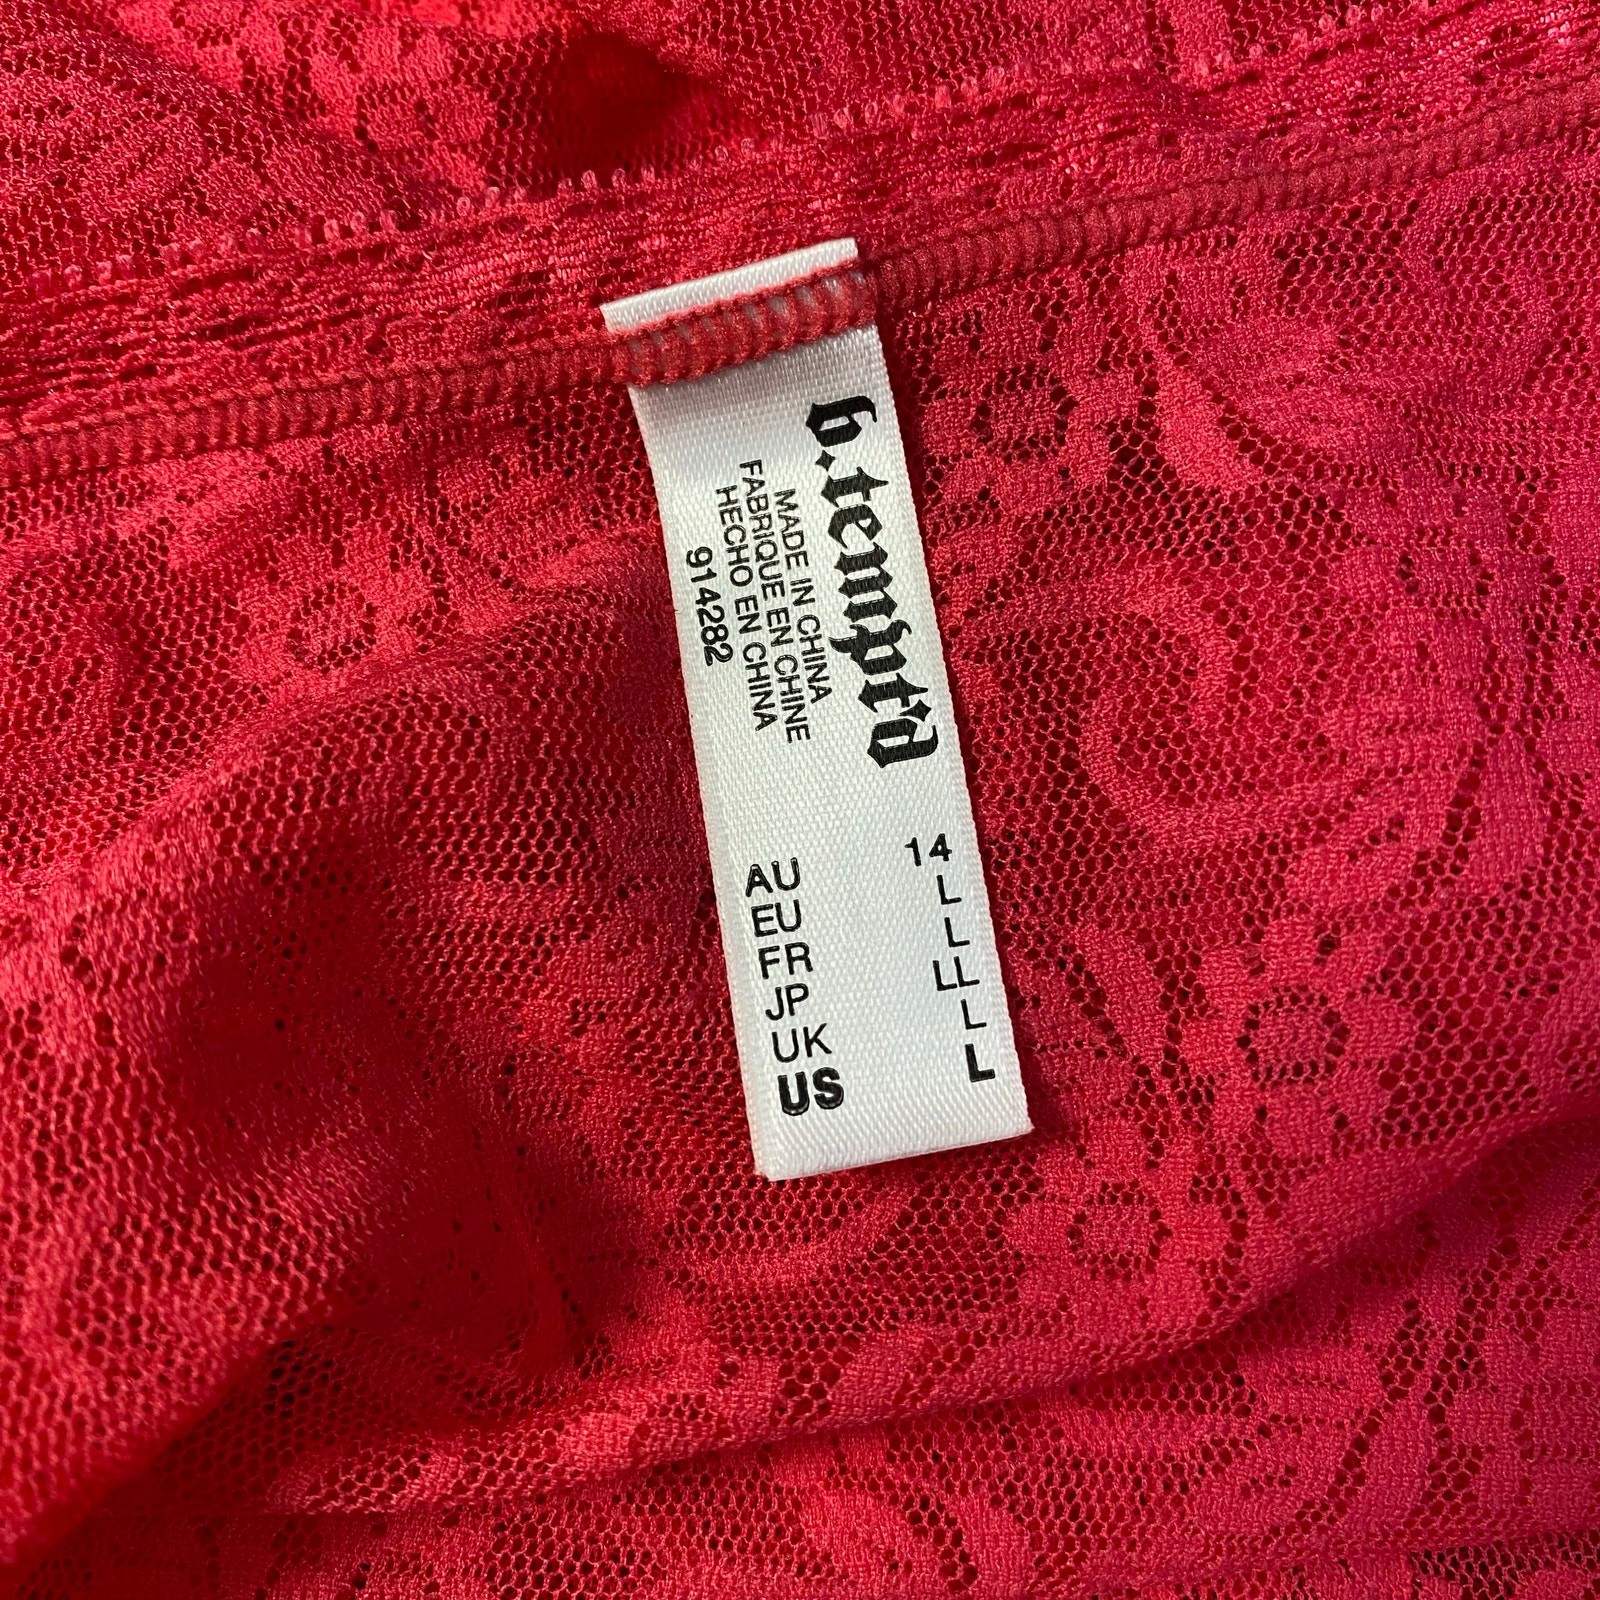 b.tempt'd
MADE IN CHINA
FABRIQUE EN CHINE
HECHO EN CHINA
914282
AU 14
EU L
FR L
JP LL
UK L
US L